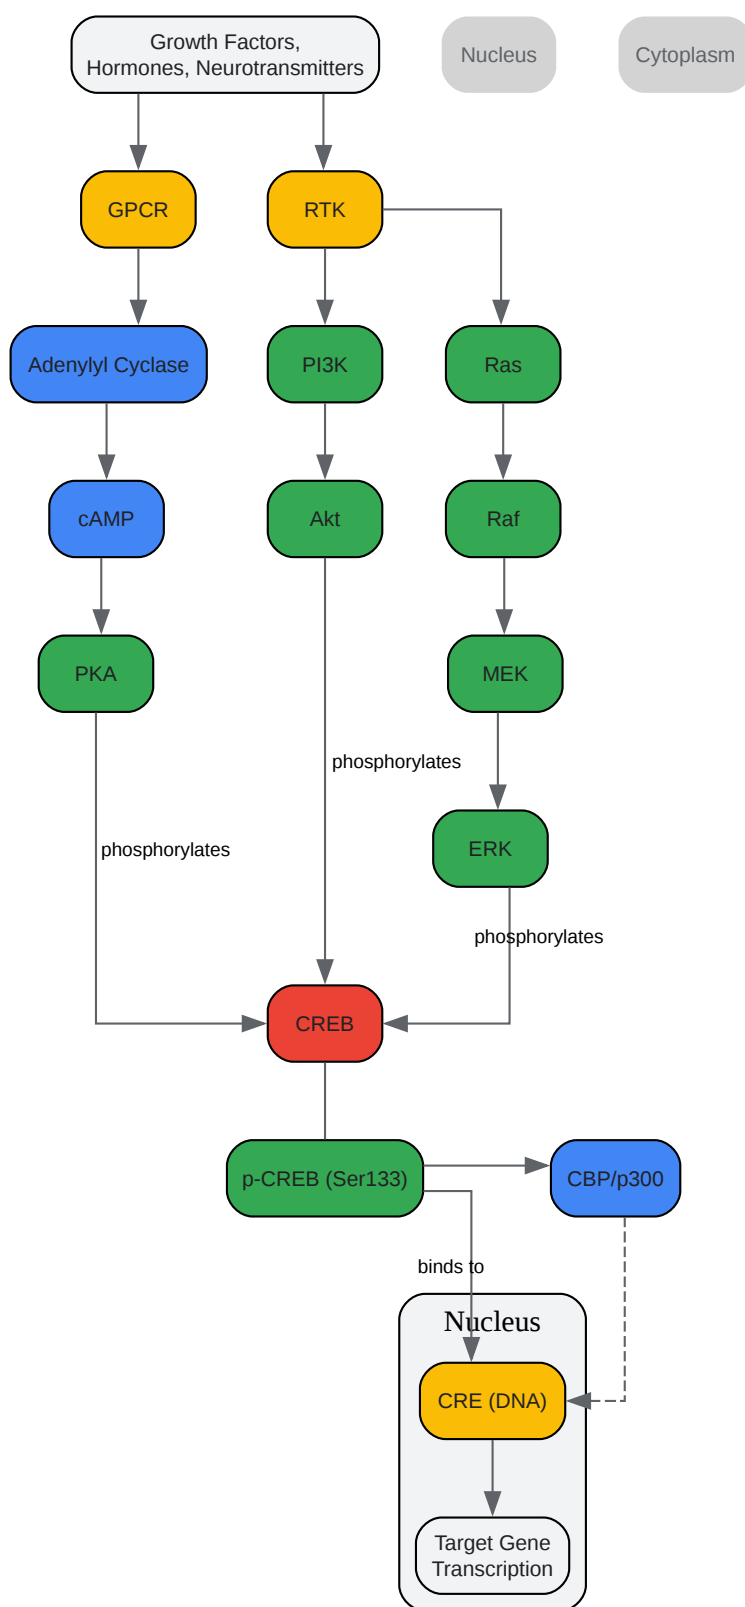 Growth Factors,
Hormones, Neurotransmitters
Nucleus
Cytoplasm
GPCR
RTK
Adenylyl Cyclase
PI3K
Ras
cAMP
Akt
Raf
PKA
MEK
phosphorylates
phosphorylates
ERK
phosphorylates
CREB
p-CREB (Ser133)
CBP/p300
binds to
Nucleus
CRE (DNA)
Target Gene
Transcription